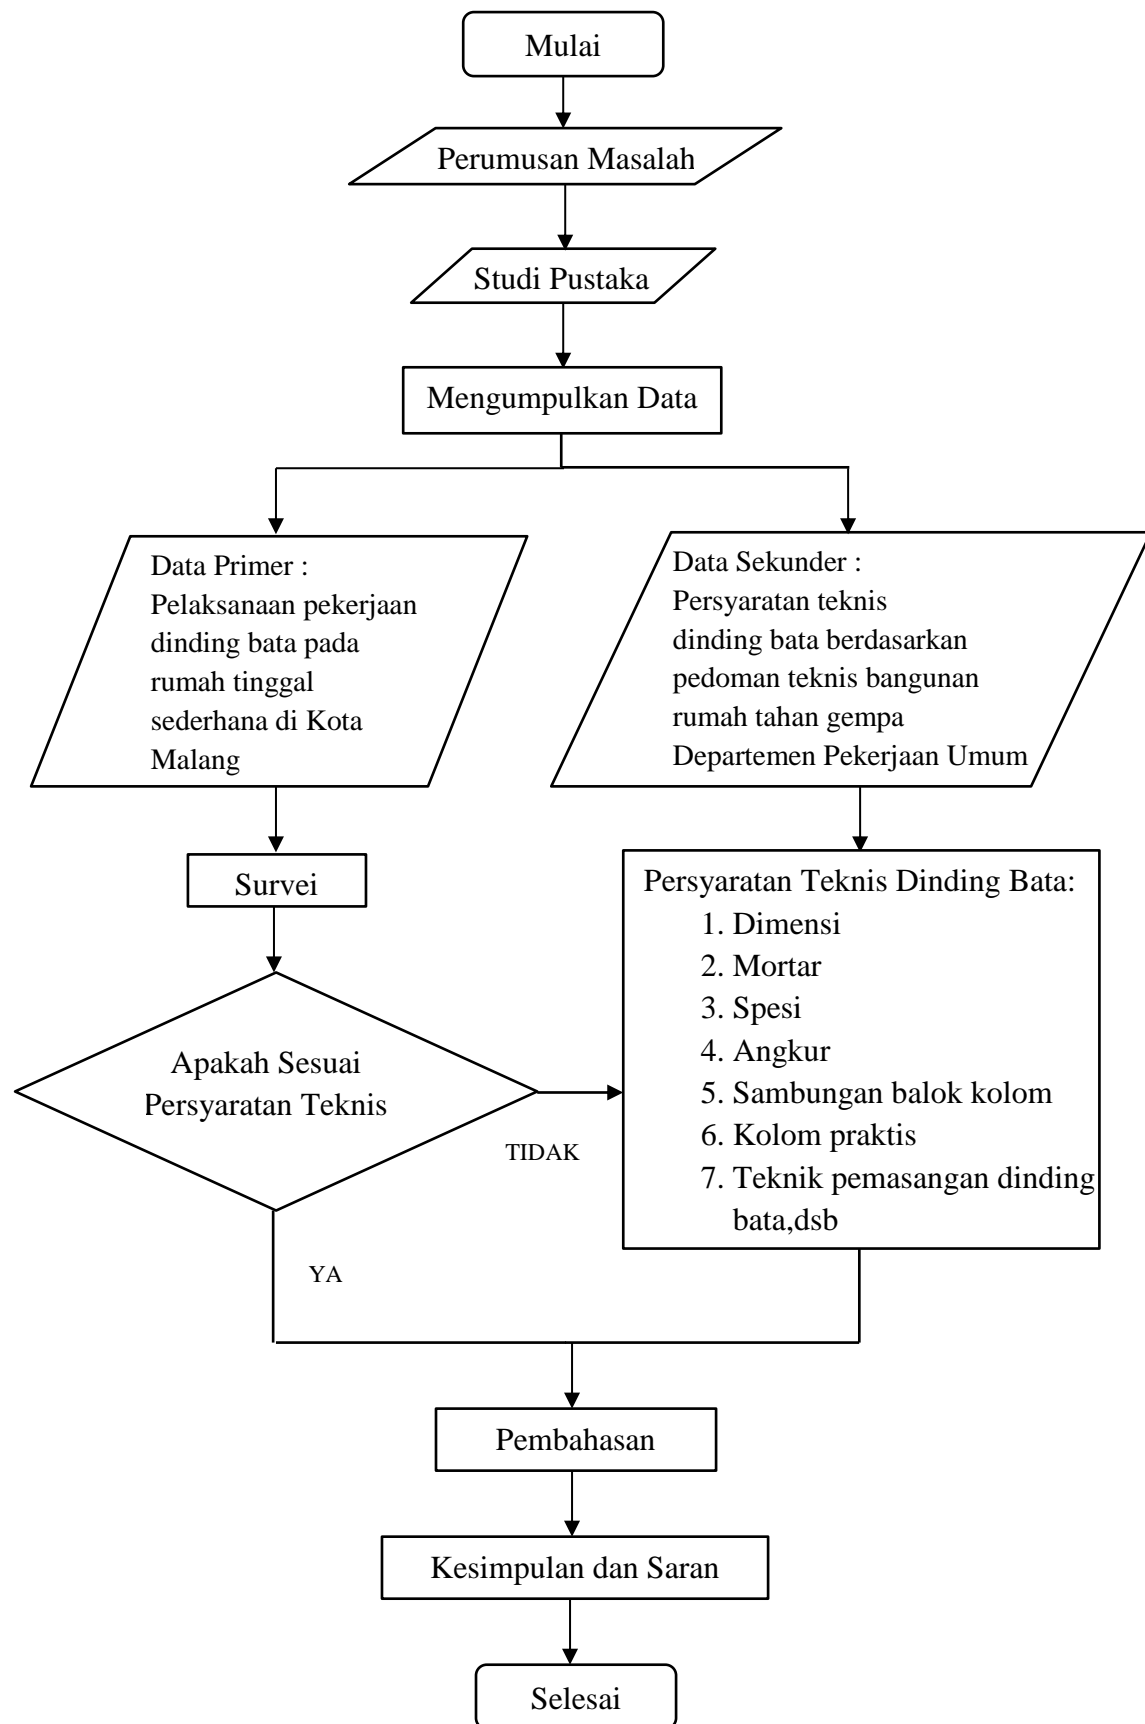 Mulai
Perumusan Masalah
Studi Pustaka
Mengumpulkan Data
Data Primer :
Pelaksanaan pekerjaan
dinding bata pada
rumah tinggal
sederhana di Kota
Malang
Data Sekunder :
Persyaratan teknis
dinding bata berdasarkan
pedoman teknis bangunan
rumah tahan gempa
Departemen Pekerjaan Umum
Survei
Persyaratan Teknis Dinding Bata:
1. Dimensi
2. Mortar
3. Spesi
4. Angkur
5. Sambungan balok kolom
6. Kolom praktis
7. Teknik pemasangan dinding
bata,dsb
Apakah Sesuai
Persyaratan Teknis
TIDAK
YA
Pembahasan
Kesimpulan dan Saran
Selesai